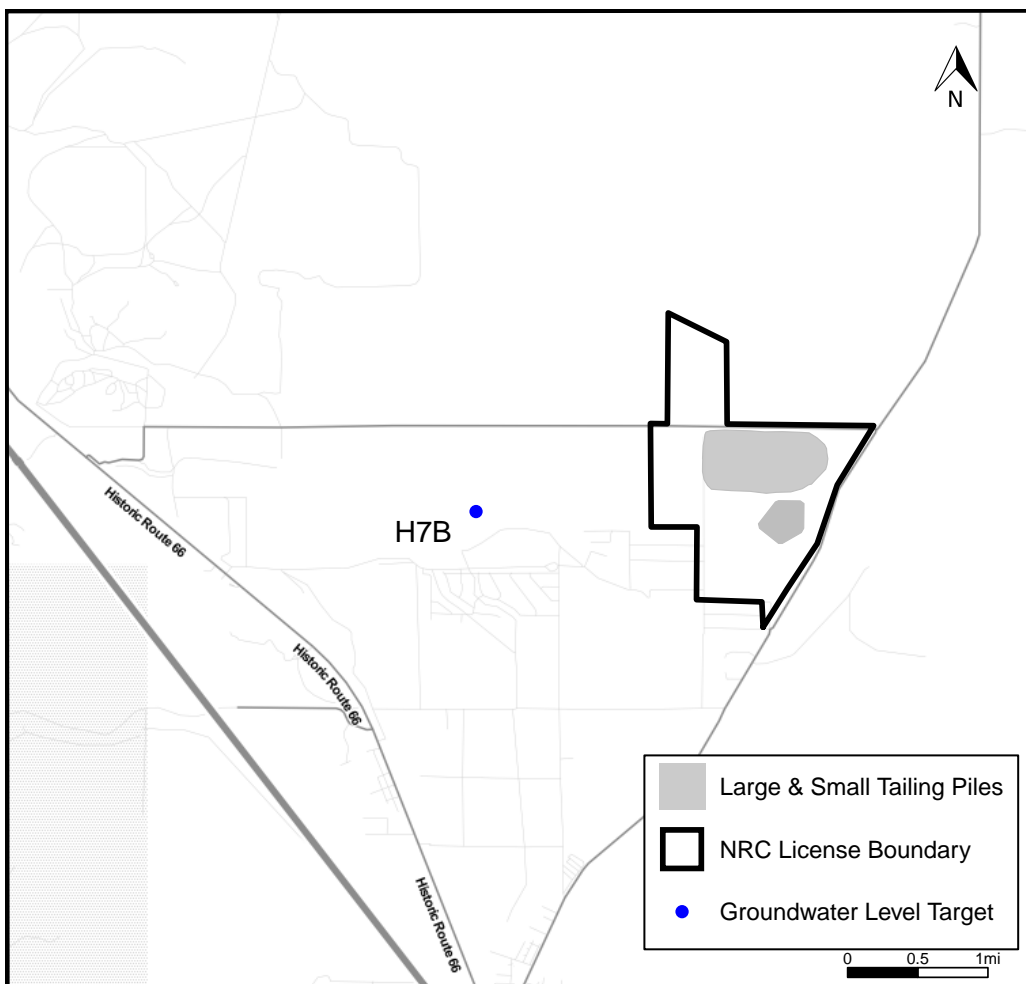 N
H7B
Historic Route 66
Historic Route 66
Historic Route 66
Large & Small Tailing Piles
NRC License Boundary
Groundwater Level Target
0 0.5 1mi